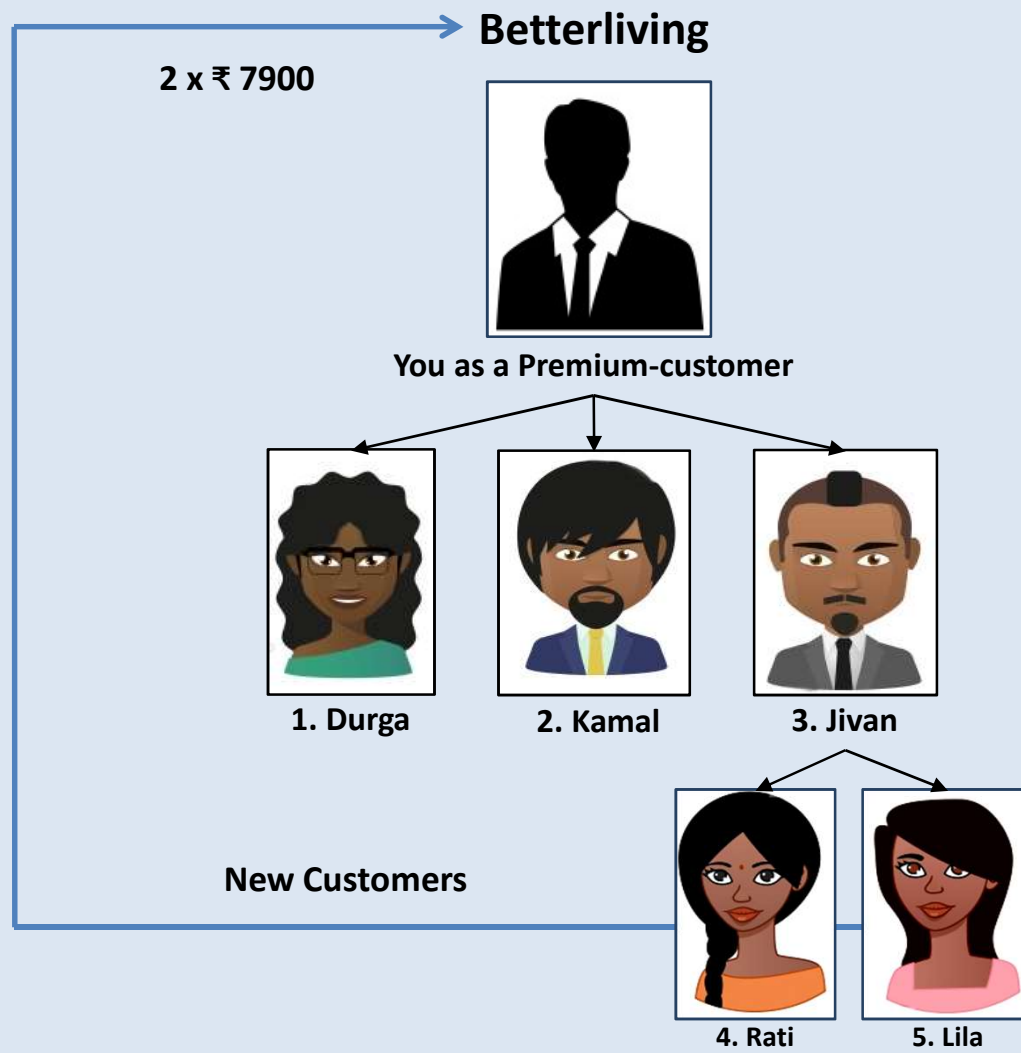 Betterliving
2 x ₹ 7900
You as a Premium-customer
1. Durga
2. Kamal
3. Jivan
New Customers
4. Rati
5. Lila